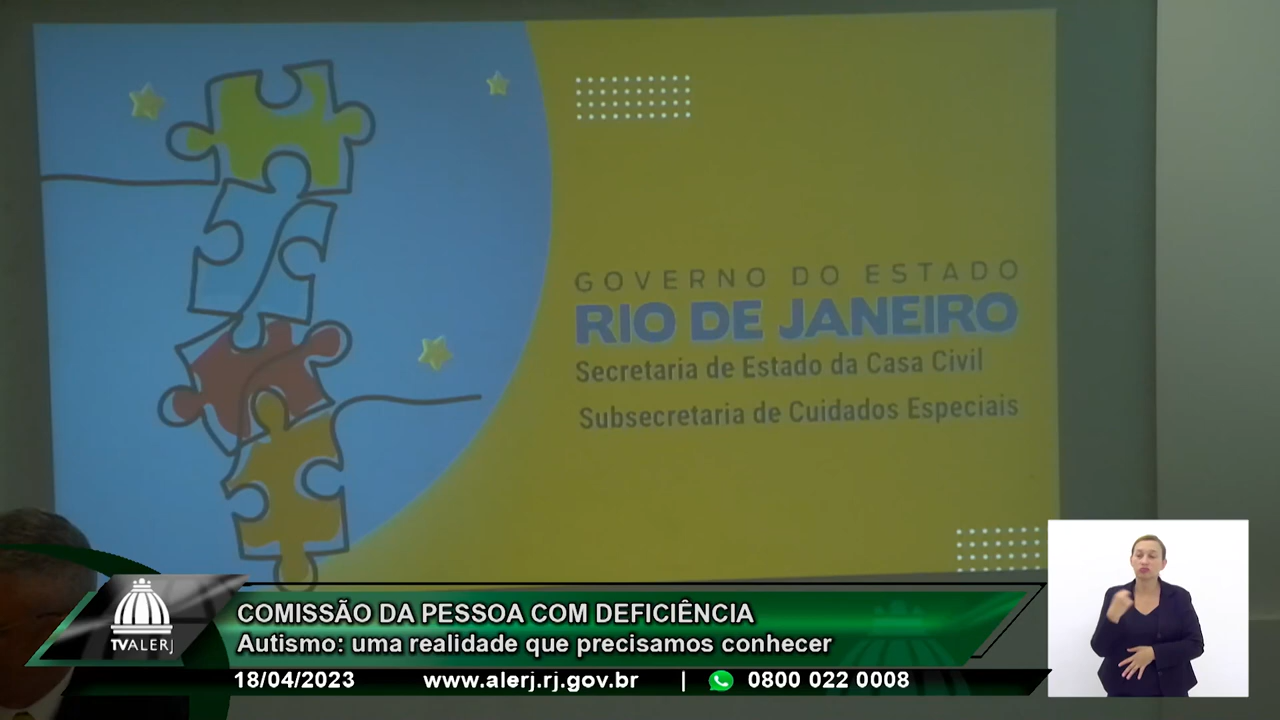 GOVERNO DO ESTADO
RIO DE JANEIRO
Secretaria de Estado da Casa Civil
Subsecretaria de Cuidados Especiais
COMISSÃO DA PESSOA COM DEFICIÊNCIA
TVALERJ
Autismo: uma realidade que precisamos conhecer
18/04/2023 www.alerj.rj.gov.br | 0800 022 0008